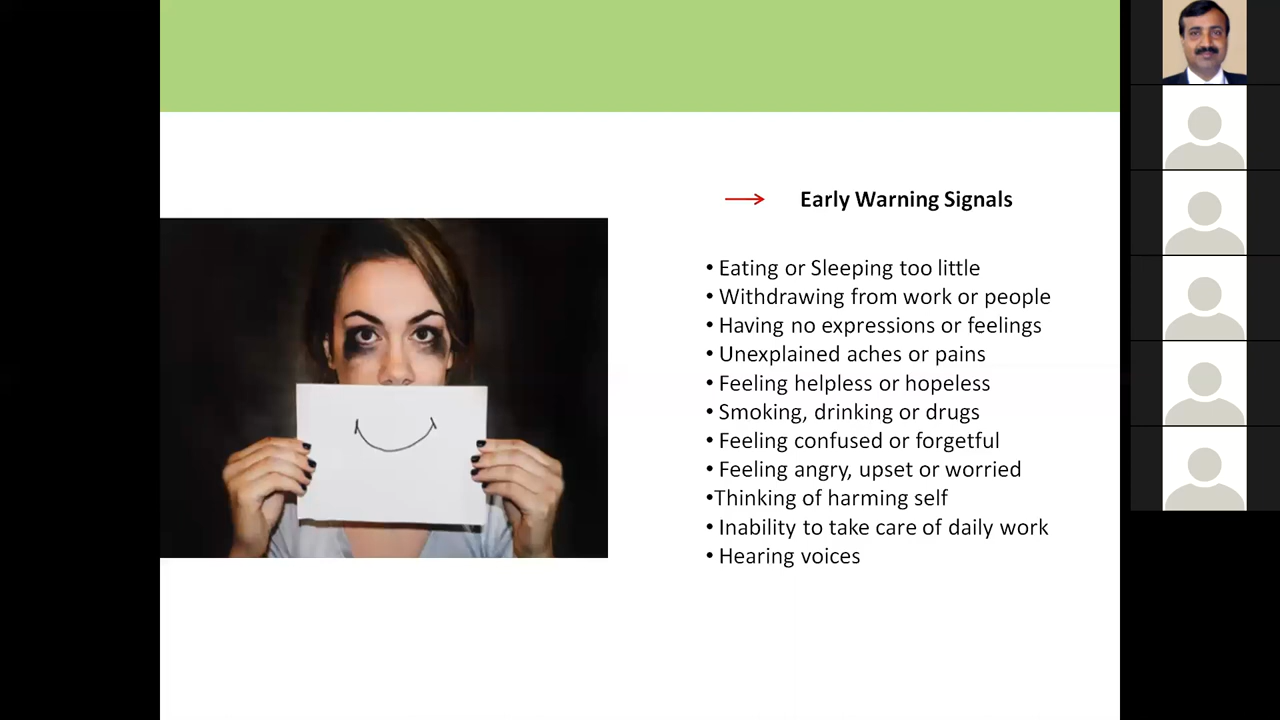 Early Warning Signals
• Eating or Sleeping too little
• Withdrawing from work or people
• Having no expressions or feelings
• Unexplained aches or pains
• Feeling helpless or hopeless
• Smoking, drinking or drugs
• Feeling confused or forgetful
• Feeling angry, upset or worried
•Thinking of harming self
• Inability to take care of daily work
• Hearing voices